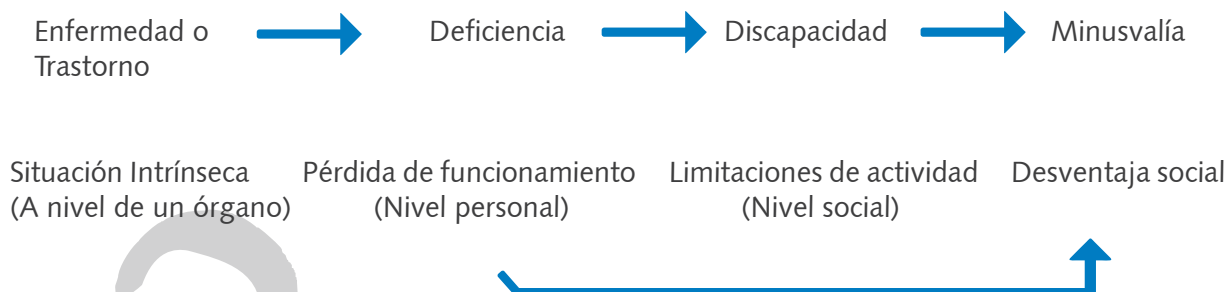 Enfermedad o
Trastorno
Deficiencia
Discapacidad
Minusvalía
Situación Intrínseca
(A nivel de un órgano)
Pérdida de funcionamiento
(Nivel personal)
Limitaciones de actividad
(Nivel social)
Desventaja social